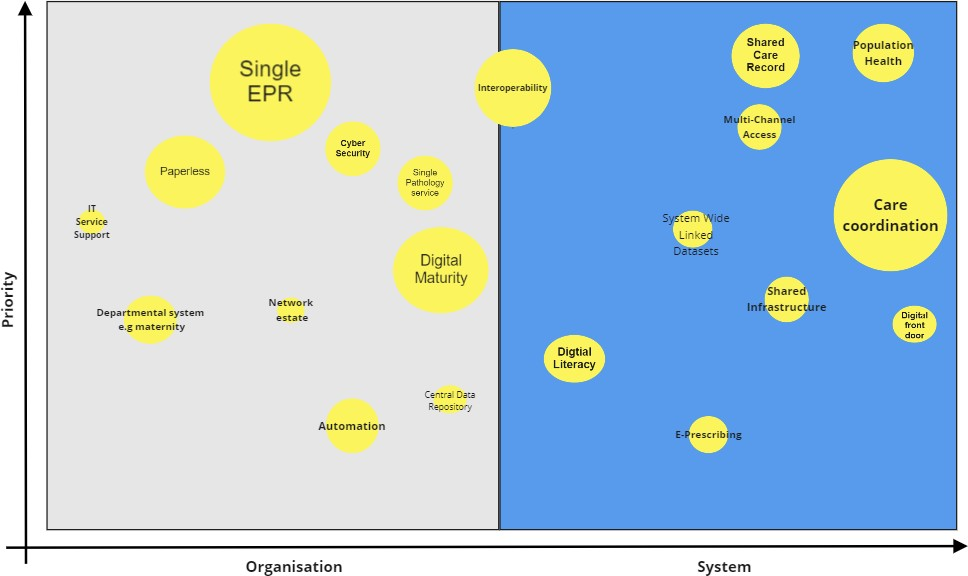 Single
EPR
Interoperability
Shared
Care
Record
Population
Health
Multi-Channel
Access
Cyber
Security
Paperless
Single
Pathology
service
IT
Service
Support
System Wide
Linked
Datasets
Care
coordination
Digital
Maturity
Departmental system
e.g maternity
Network
estate
Shared
Infrastructure
Digital
front
door
Digtial
Literacy
Central Data
Repository
Automation
E-Prescribing
Priority
Organisation
System